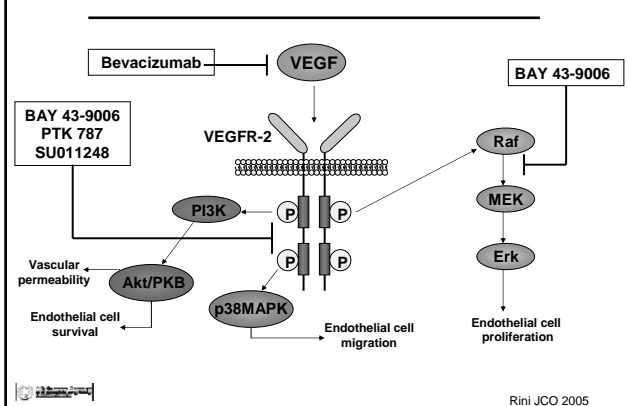 Bevacizumab
VEGF
BAY 43-9006
BAY 43-9006
PTK 787
SU011248
VEGFR-2
Raf
PI3K
P
P
MEK
P
P
Vascular
permeability
Akt/PKB
Erk
p38MAPK
Endothelial cell
survival
Endothelial cell
migration
Endothelial cell
proliferation
Rini JCO 2005